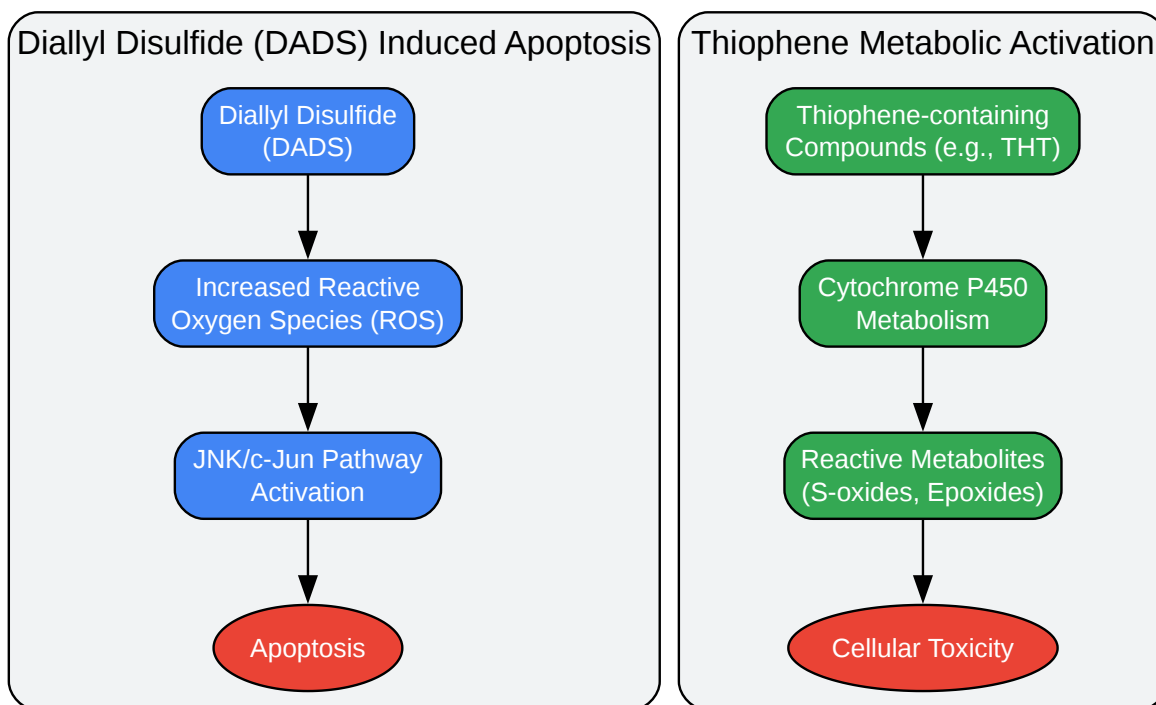 Diallyl Disulfide (DADS) Induced Apoptosis
Diallyl Disulfide
(DADS)
Increased Reactive
Oxygen Species (ROS)
JNK/c-Jun Pathway
Activation
Apoptosis
Thiophene Metabolic Activation
Thiophene-containing
Compounds (e.g., THT)
Cytochrome P450
Metabolism
Reactive Metabolites
(S-oxides, Epoxides)
Cellular Toxicity